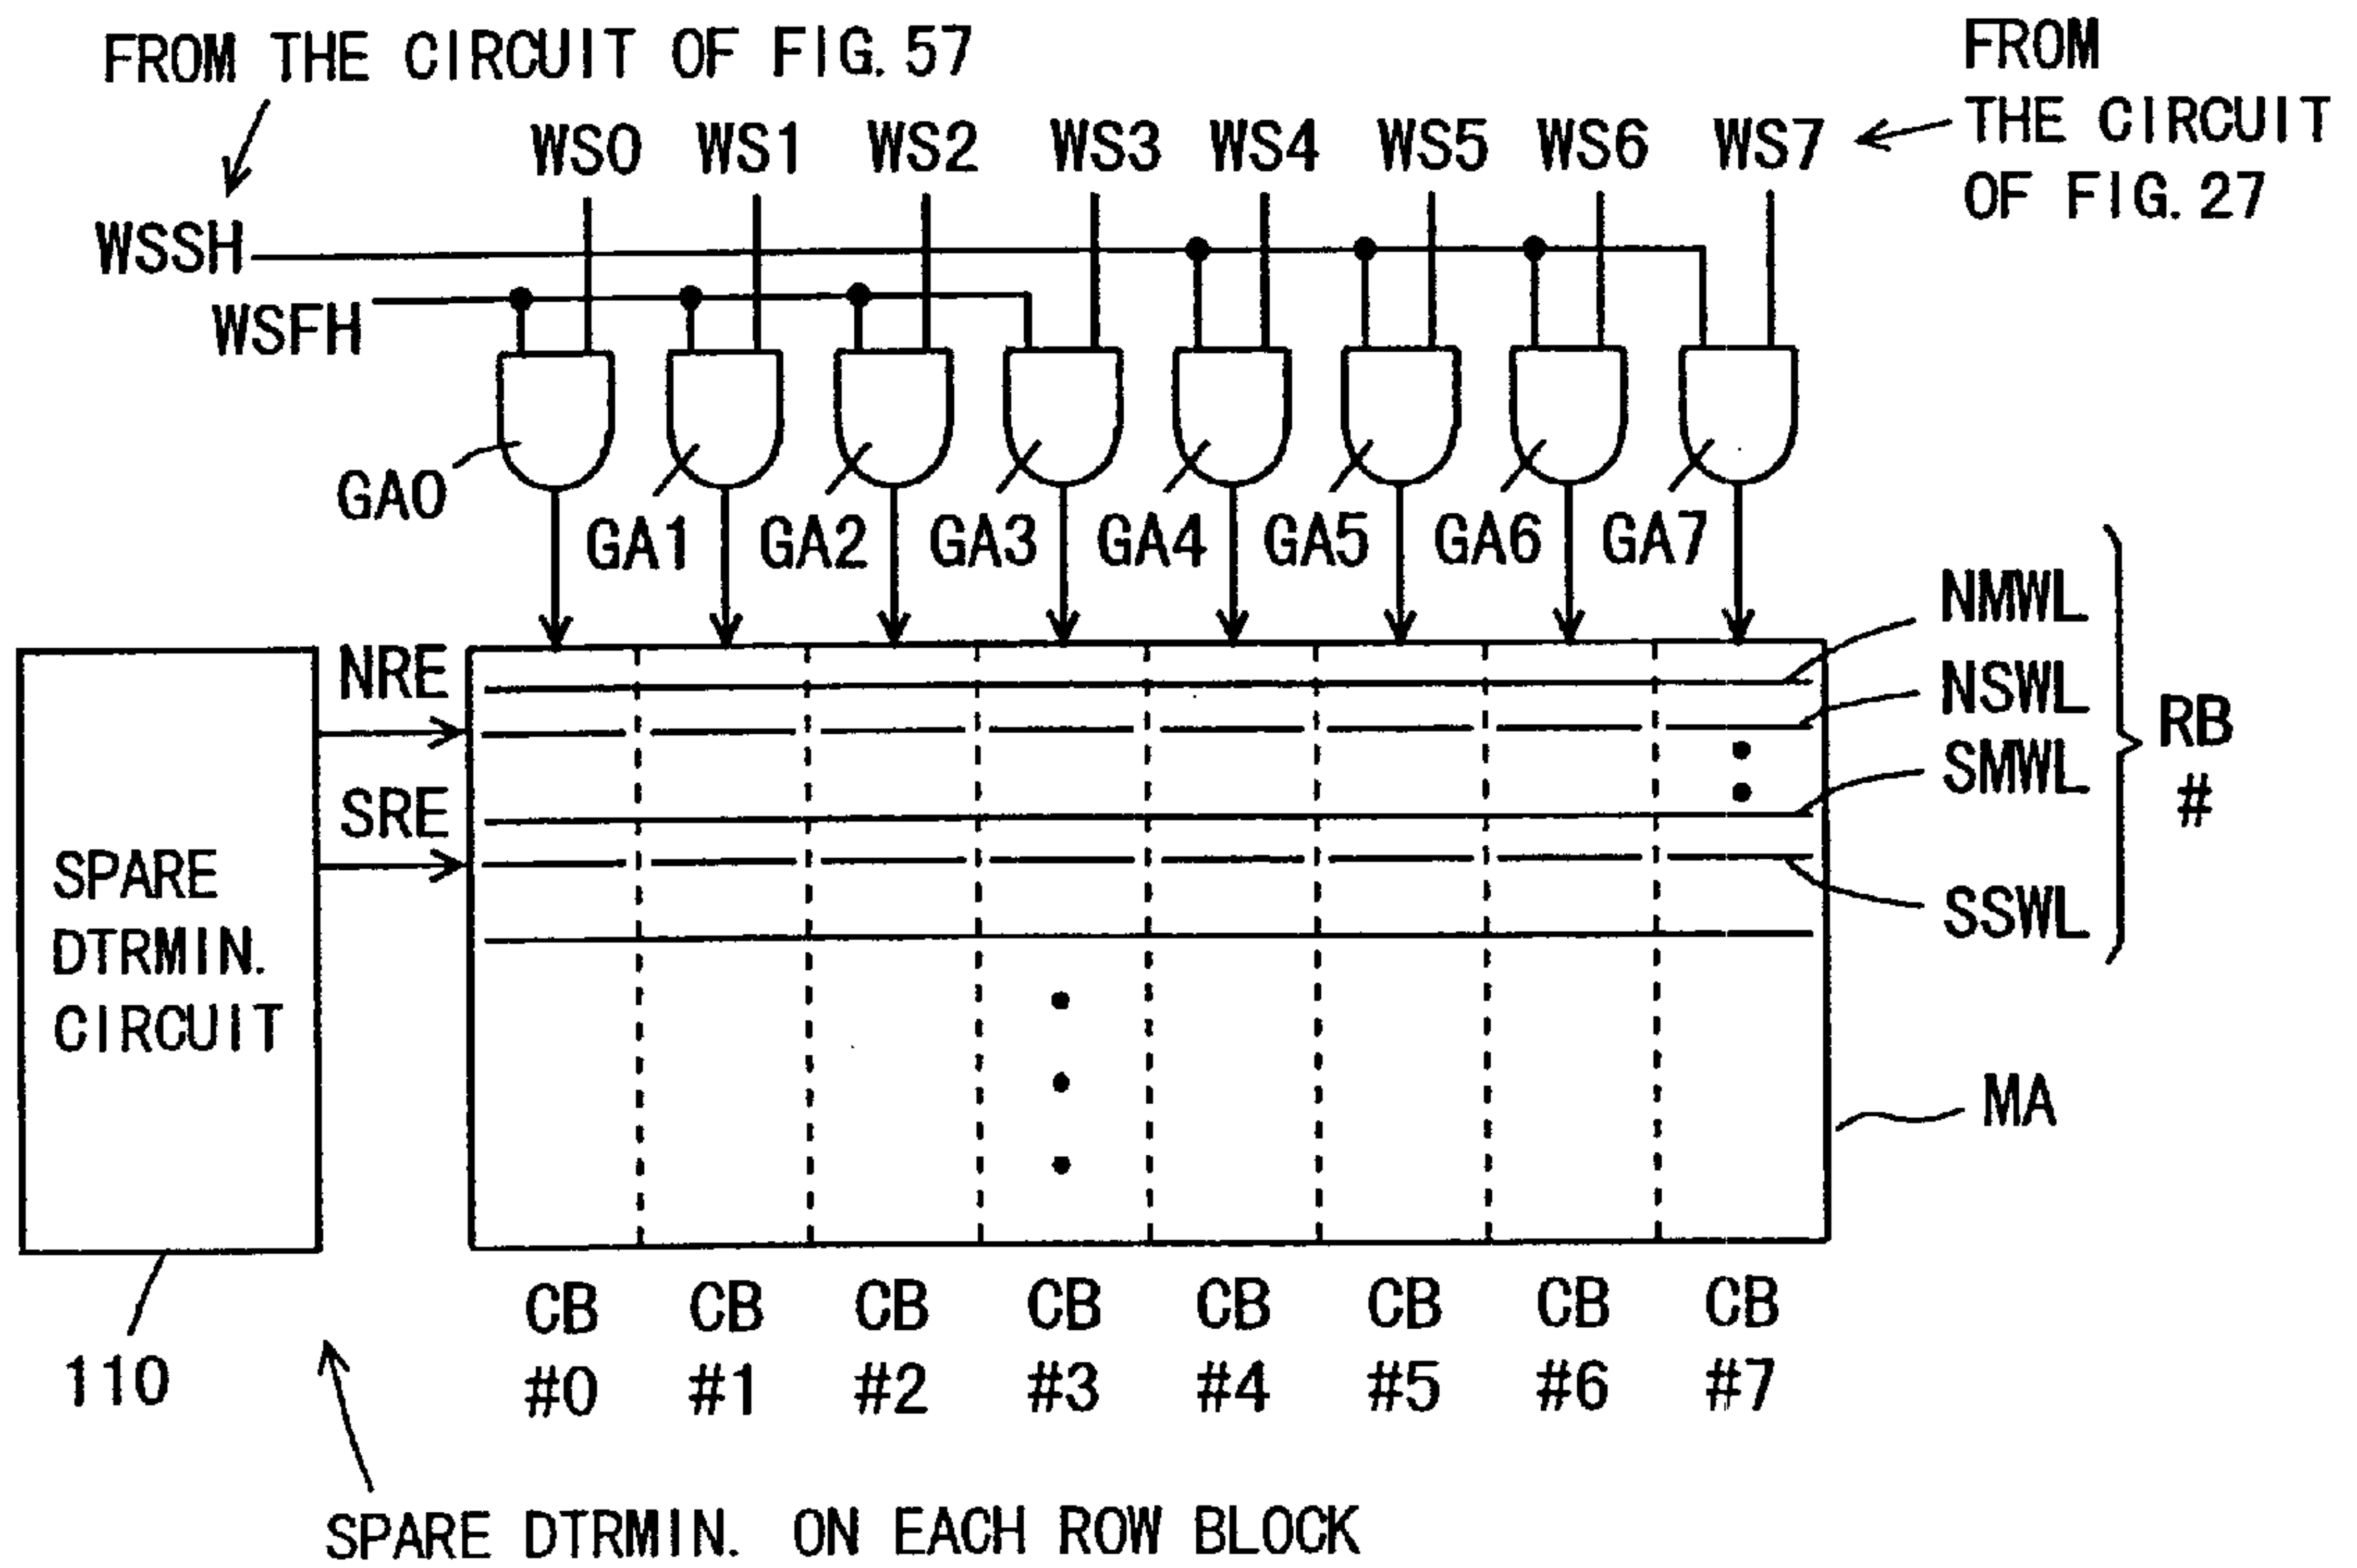 FROM THE CIRCUIT OF FIG. 57
FROM
THE CIRCUIT
OF FIG. 27
WS0 WS1 WS2 WS3 WS4 WS5 WS6 WS7
WSSH
WSFH
GA0
GA1 GA2 GA3 GA4 GA5 GA6 GA7
NRE
SRE
SPARE
DTRMIN.
CIRCUIT
NMWL
NSWL
SMWL
SSWL
RB
#
MA
CB CB CB CB CB CB CB CB
#0 #1 #2 #3 #4 #5 #6 #7
110
SPARE DTRMIN. ON EACH ROW BLOCK